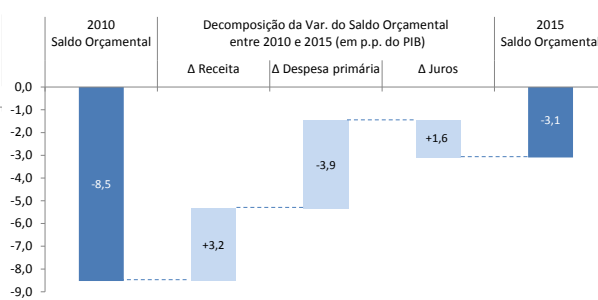 2010
Saldo Orçamental
Decomposição da Var. do Saldo Orçamental
entre 2010 e 2015 (em p.p. do PIB)
2015
Saldo Orçamental
Δ Receita
Δ Despesa primária
Δ Juros
0,0
-1,0
-2,0
-3,0
-4,0
-5,0
-6,0
-7,0
-8,0
-9,0
-8,5
+3,2
-3,9
+1,6
-3,1